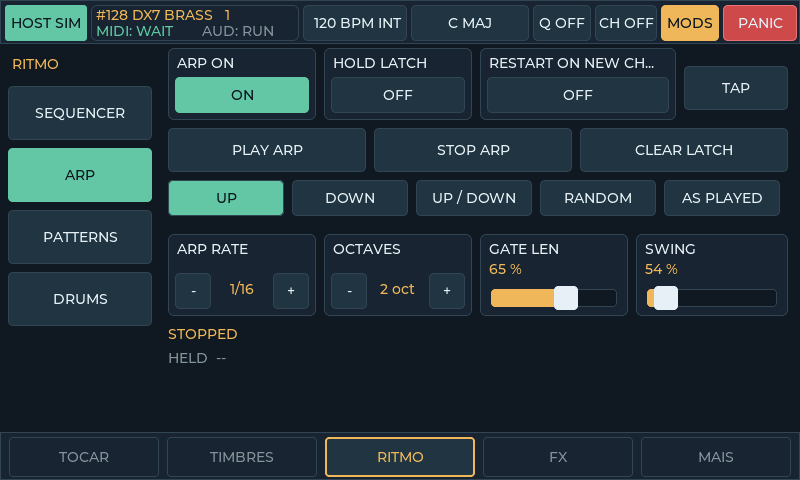 HOST SIM
#128 DX7 BRASS 1
MIDI: WAIT AUD: RUN
120 BPM INT
C MAJ
Q OFF
CH OFF
MODS
PANIC
RITMO
SEQUENCER
ARP
PATTERNS
DRUMS
ARP ON
ON
HOLD LATCH
OFF
RESTART ON NEW CH...
OFF
TAP
PLAY ARP
STOP ARP
CLEAR LATCH
UP
DOWN
UP / DOWN
RANDOM
AS PLAYED
ARP RATE
- 1/16 +
OCTAVES
- 2 oct +
GATE LEN
65 %
SWING
54 %
STOPPED
HELD --
TOCAR
TIMBRES
RITMO
FX
MAIS